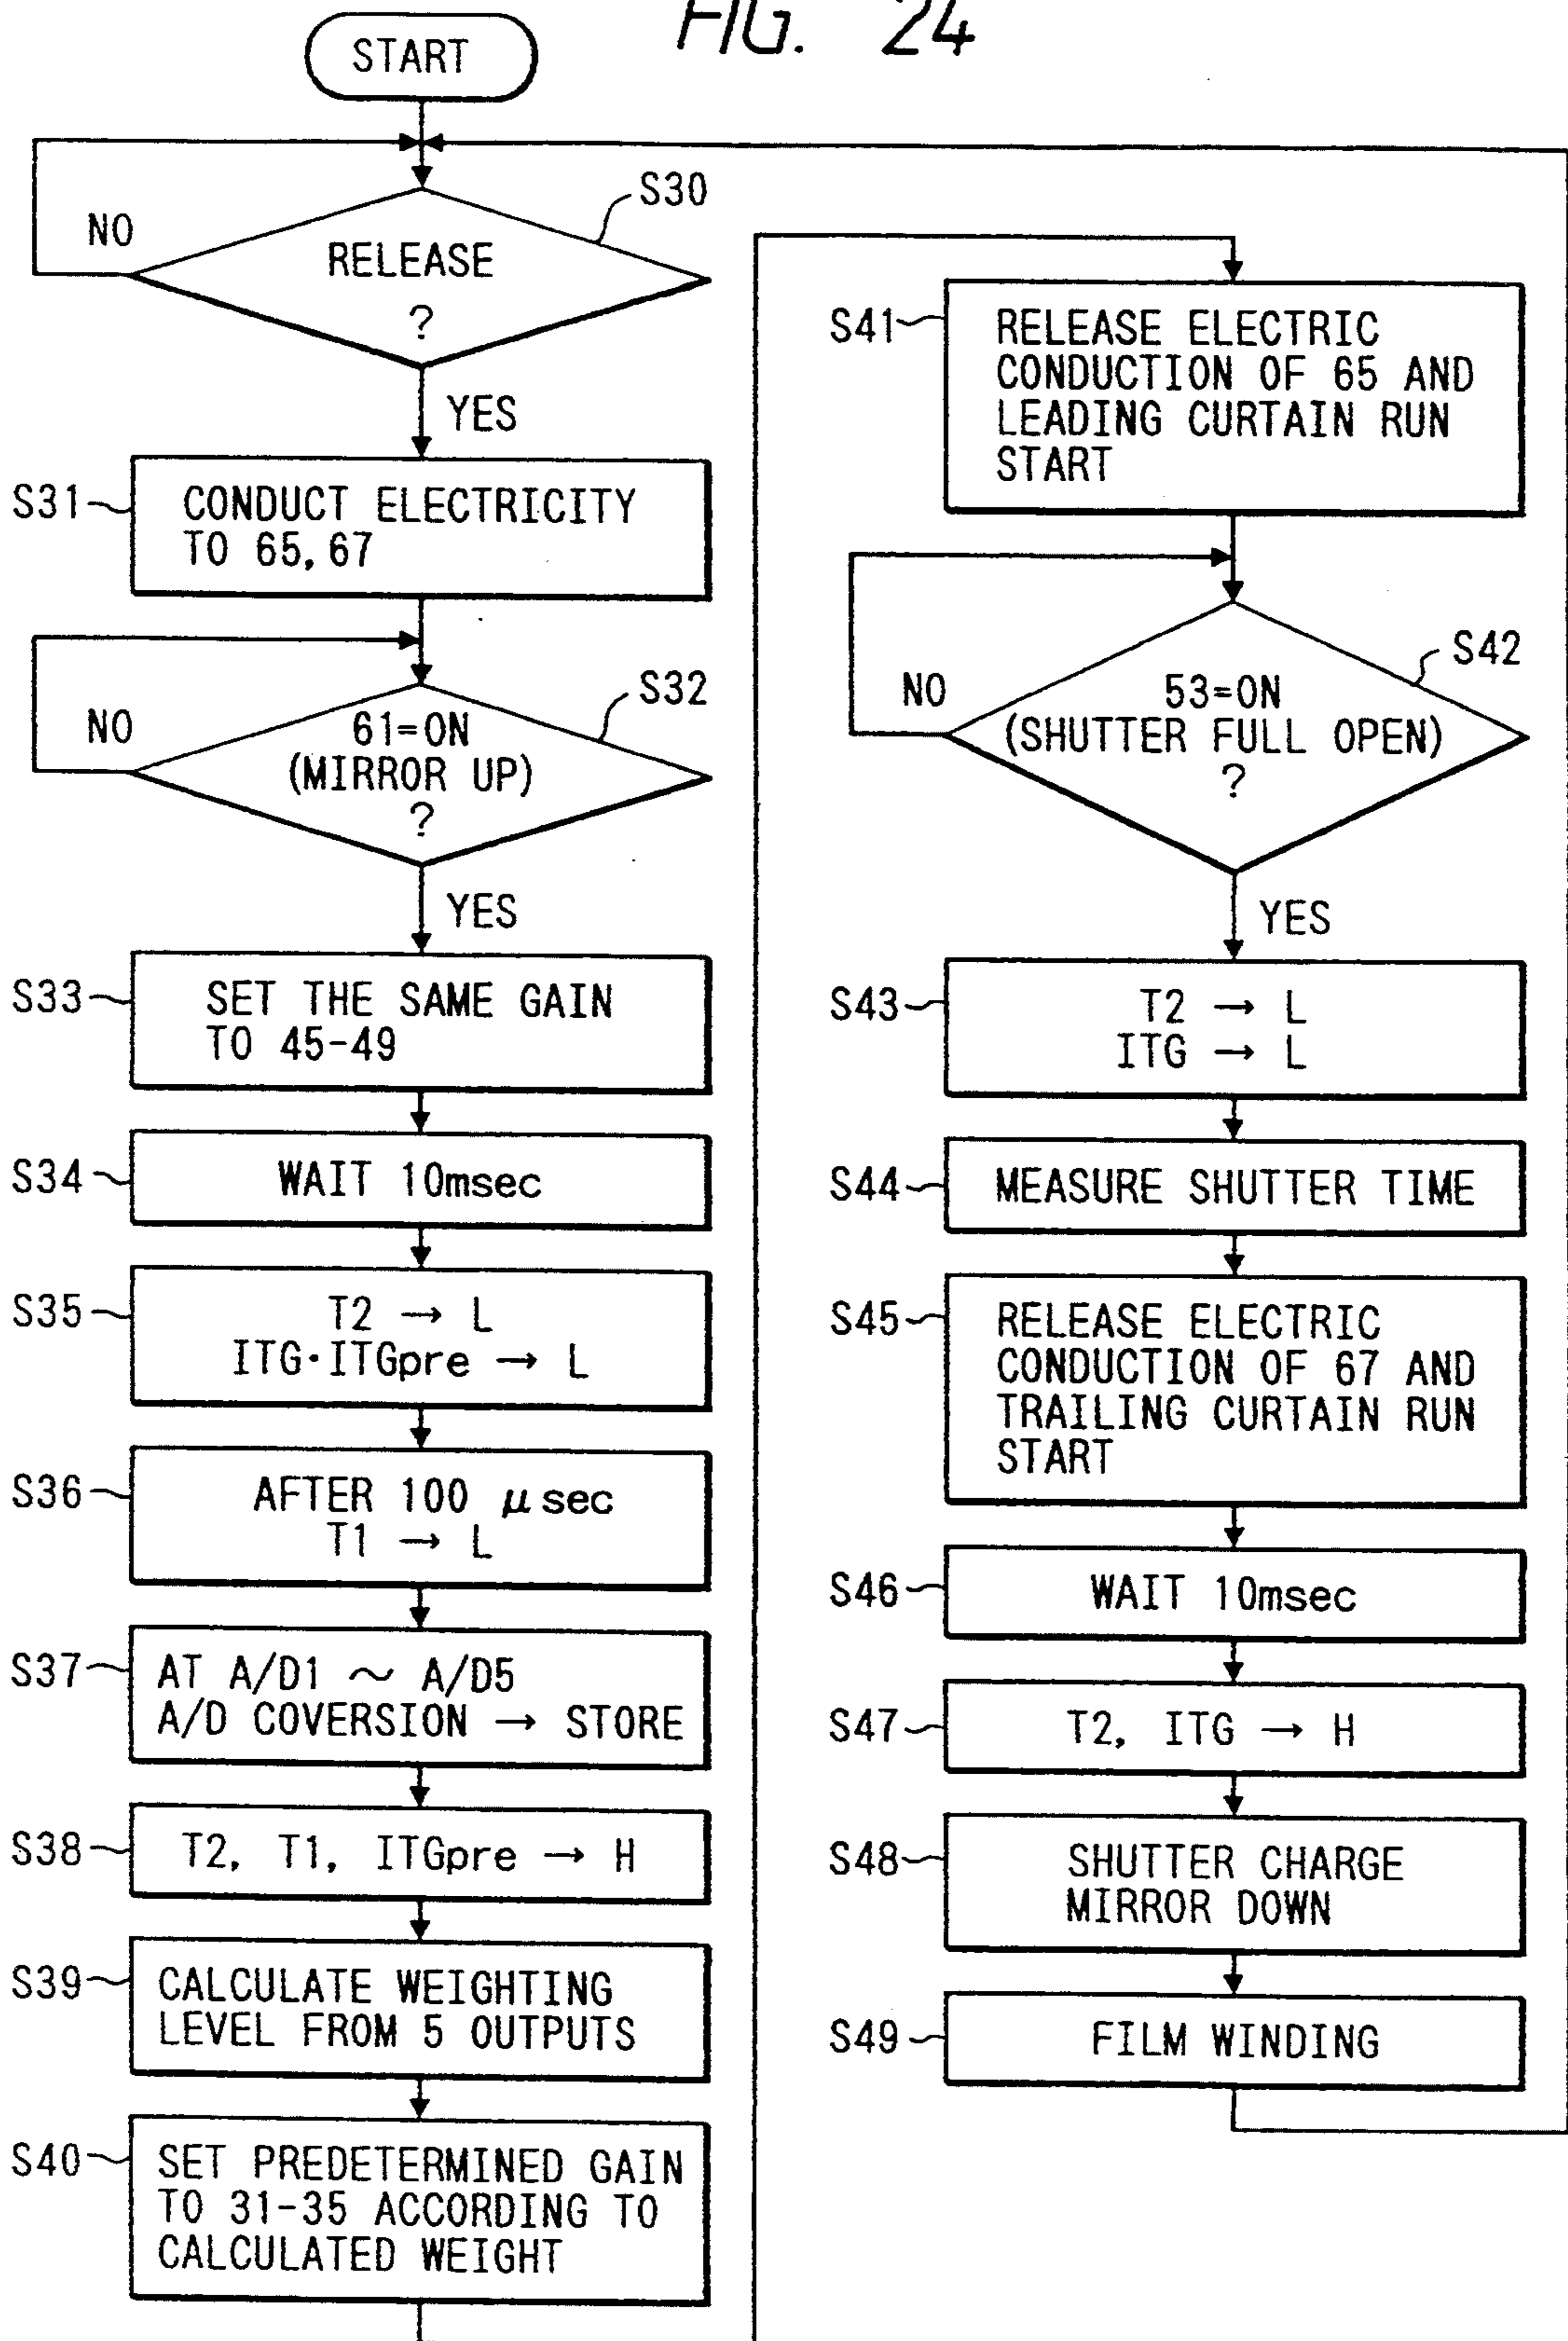 FIG. 24
START
S30
NO
RELEASE
?
YES
S31
CONDUCT ELECTRICITY
TO 65, 67
S32
NO
61=ON
(MIRROR UP)
?
YES
S33
SET THE SAME GAIN
TO 45-49
S34
WAIT 10msec
S35
T2 → L
ITG·ITGpre → L
S36
AFTER 100 μsec
T1 → L
S37
AT A/D1 ～ A/D5
A/D COVERSION → STORE
S38
T2, T1, ITGpre → H
S39
CALCULATE WEIGHTING
LEVEL FROM 5 OUTPUTS
S40
SET PREDETERMINED GAIN
TO 31-35 ACCORDING TO
CALCULATED WEIGHT
S41
RELEASE ELECTRIC
CONDUCTION OF 65 AND
LEADING CURTAIN RUN
START
S42
NO
53=ON
(SHUTTER FULL OPEN)
?
YES
S43
T2 → L
ITG → L
S44
MEASURE SHUTTER TIME
S45
RELEASE ELECTRIC
CONDUCTION OF 67 AND
TRAILING CURTAIN RUN
START
S46
WAIT 10msec
S47
T2, ITG → H
S48
SHUTTER CHARGE
MIRROR DOWN
S49
FILM WINDING